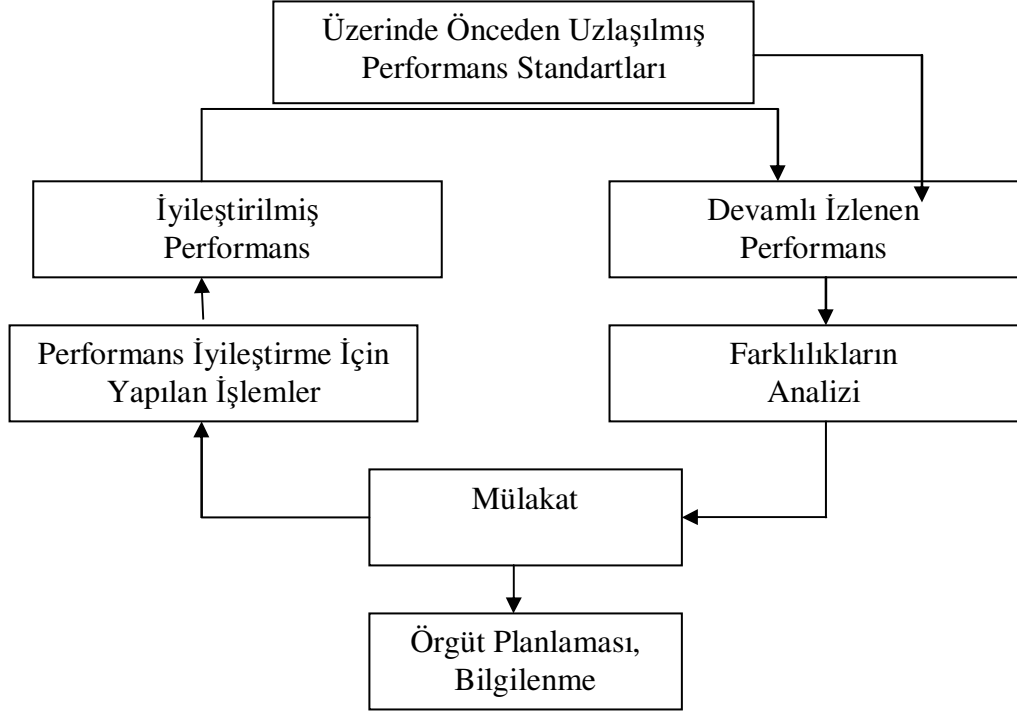 Üzerinde Önceden Uzlaşılmış
Performans Standartları
İyileştirilmiş
Performans
Devamlı İzlenen
Performans
Performans İyileştirme İçin
Yapılan İşlemler
Farklılıkların
Analizi
Mülakat
Örgüt Planlaması,
Bilgilenme